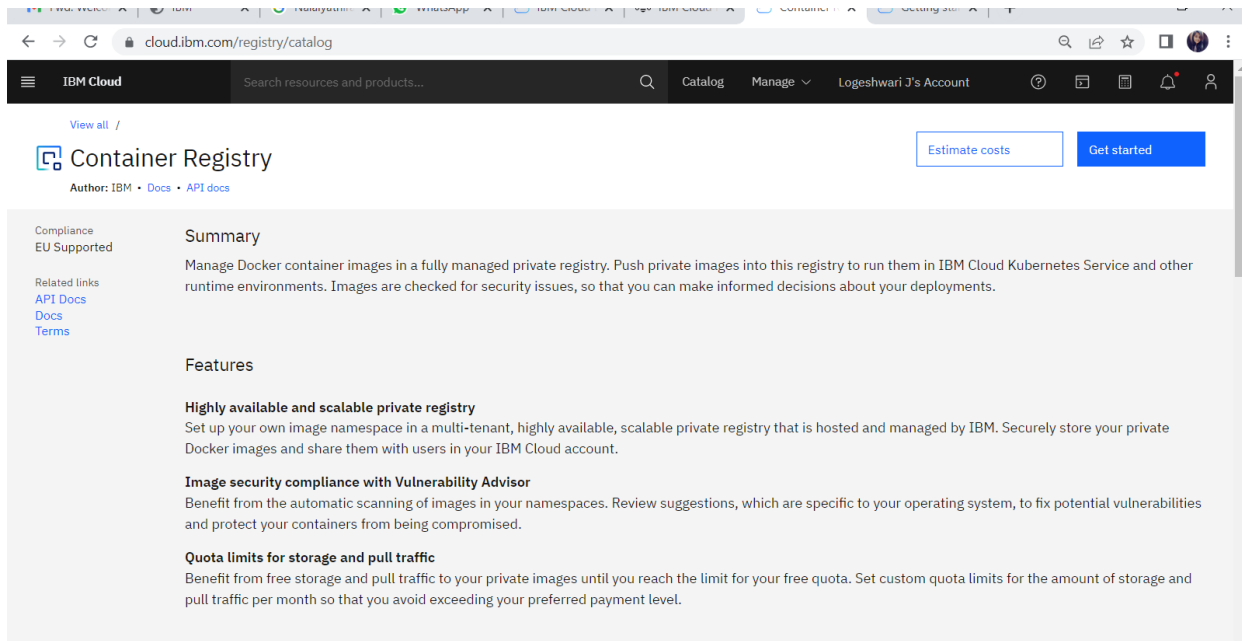 IBM
WhatsApp
IBM Cloud
IBM Cloud
Container
cloud.ibm.com/registry/catalog
IBM Cloud
Search resources and products...
Catalog
Manage
Logeshwari J's Account
View all /
Container Registry
Author: IBM • Docs • API docs
Estimate costs
Get started
Compliance
EU Supported
Related links
API Docs
Docs
Terms
Summary
Manage Docker container images in a fully managed private registry. Push private images into this registry to run them in IBM Cloud Kubernetes Service and other
runtime environments. Images are checked for security issues, so that you can make informed decisions about your deployments.
Features
Highly available and scalable private registry
Set up your own image namespace in a multi-tenant, highly available, scalable private registry that is hosted and managed by IBM. Securely store your private
Docker images and share them with users in your IBM Cloud account.
Image security compliance with Vulnerability Advisor
Benefit from the automatic scanning of images in your namespaces. Review suggestions, which are specific to your operating system, to fix potential vulnerabilities
and protect your containers from being compromised.
Quota limits for storage and pull traffic
Benefit from free storage and pull traffic to your private images until you reach the limit for your free quota. Set custom quota limits for the amount of storage and
pull traffic per month so that you avoid exceeding your preferred payment level.